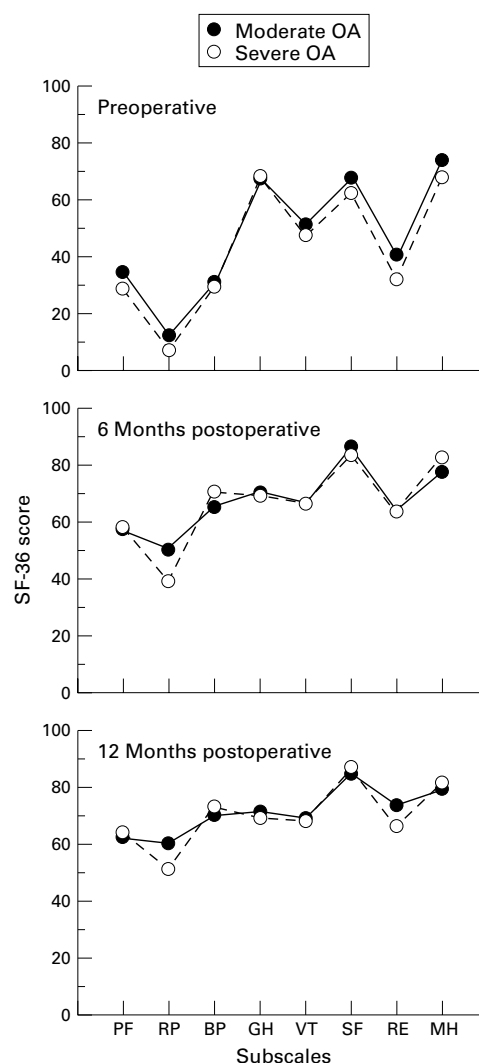 Moderate OA
Severe OA
100
80
60
40
20
0
Preoperative
100
80
60
40
20
0
6 Months postoperative
SF-36 score
100
80
60
40
20
0
12 Months postoperative
PF RP BP GH VT SF RE MH
Subscales